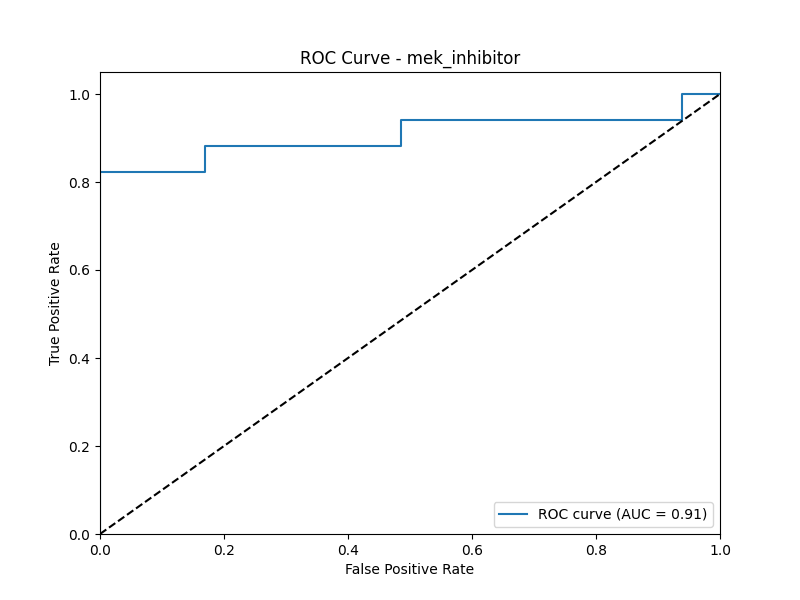 ROC Curve - mek_inhibitor
1.0
0.8
0.6
0.4
0.2
0.0
True Positive Rate
0.0 0.2 0.4 0.6 0.8 1.0
False Positive Rate
ROC curve (AUC = 0.91)